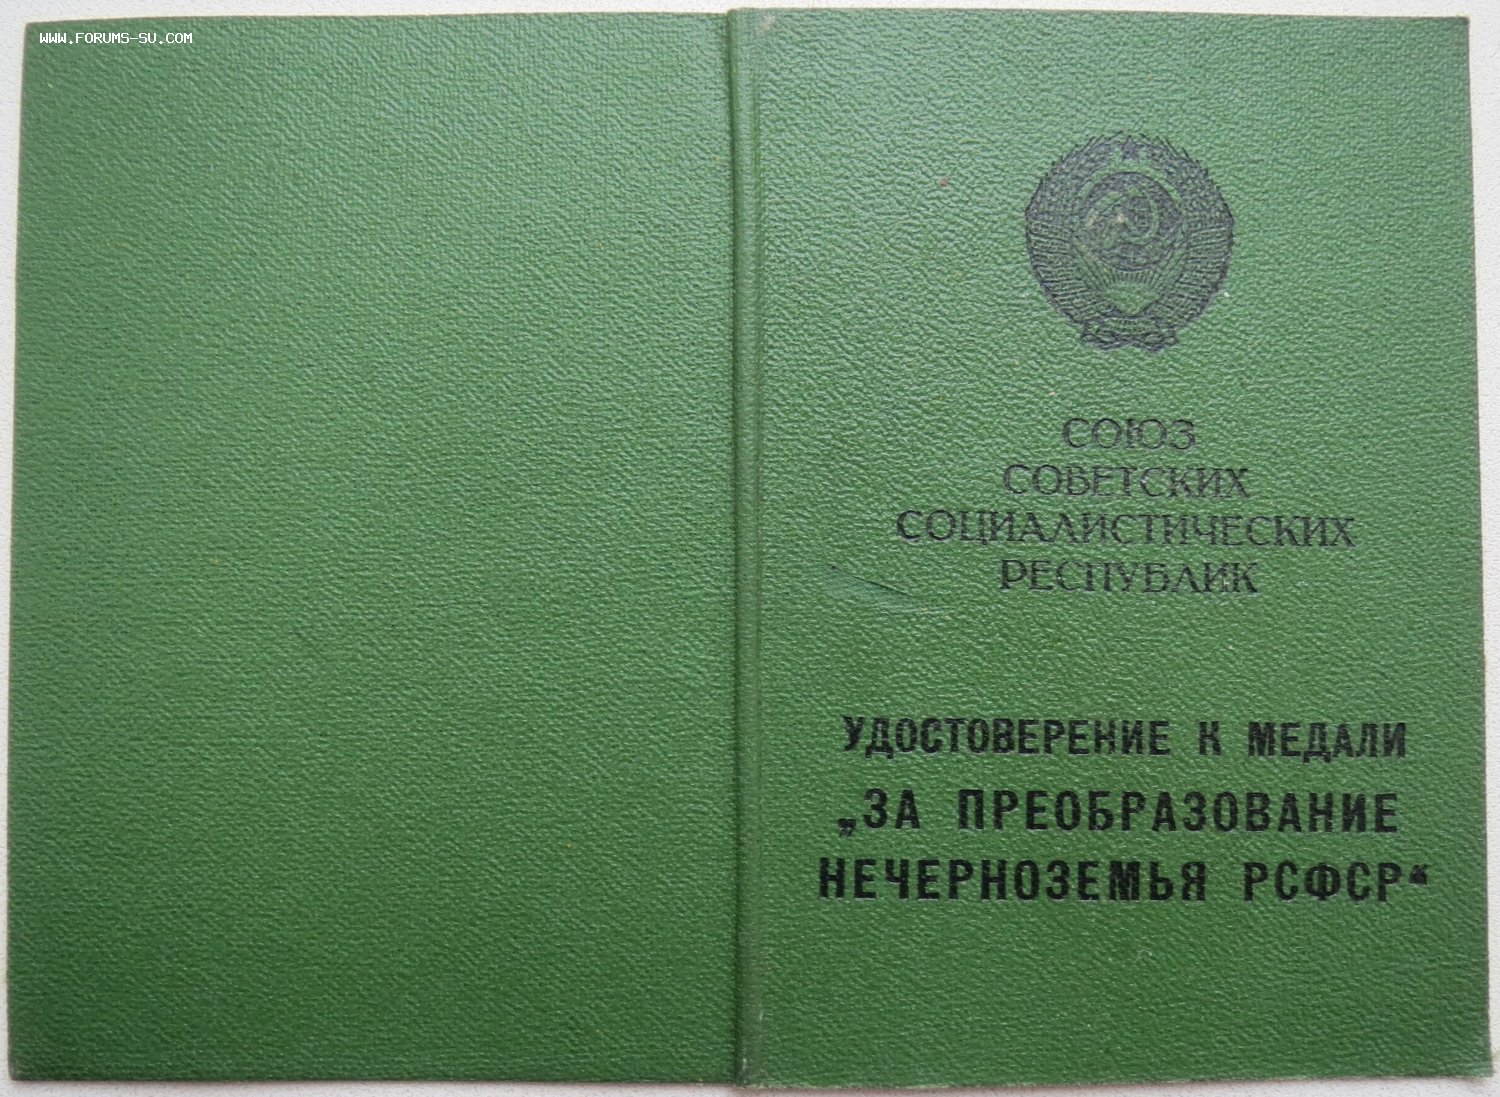 WWW.FORUMS-SU.COM
СОЮЗ
СОВЕТСКИХ
СОЦИАЛИСТИЧЕСКИХ
РЕСПУБЛИК
УДОСТОВЕРЕНИЕ К МЕДАЛИ
„ЗА ПРЕОБРАЗОВАНИЕ
НЕЧЕРНОЗЕМЬЯ РСФСР“